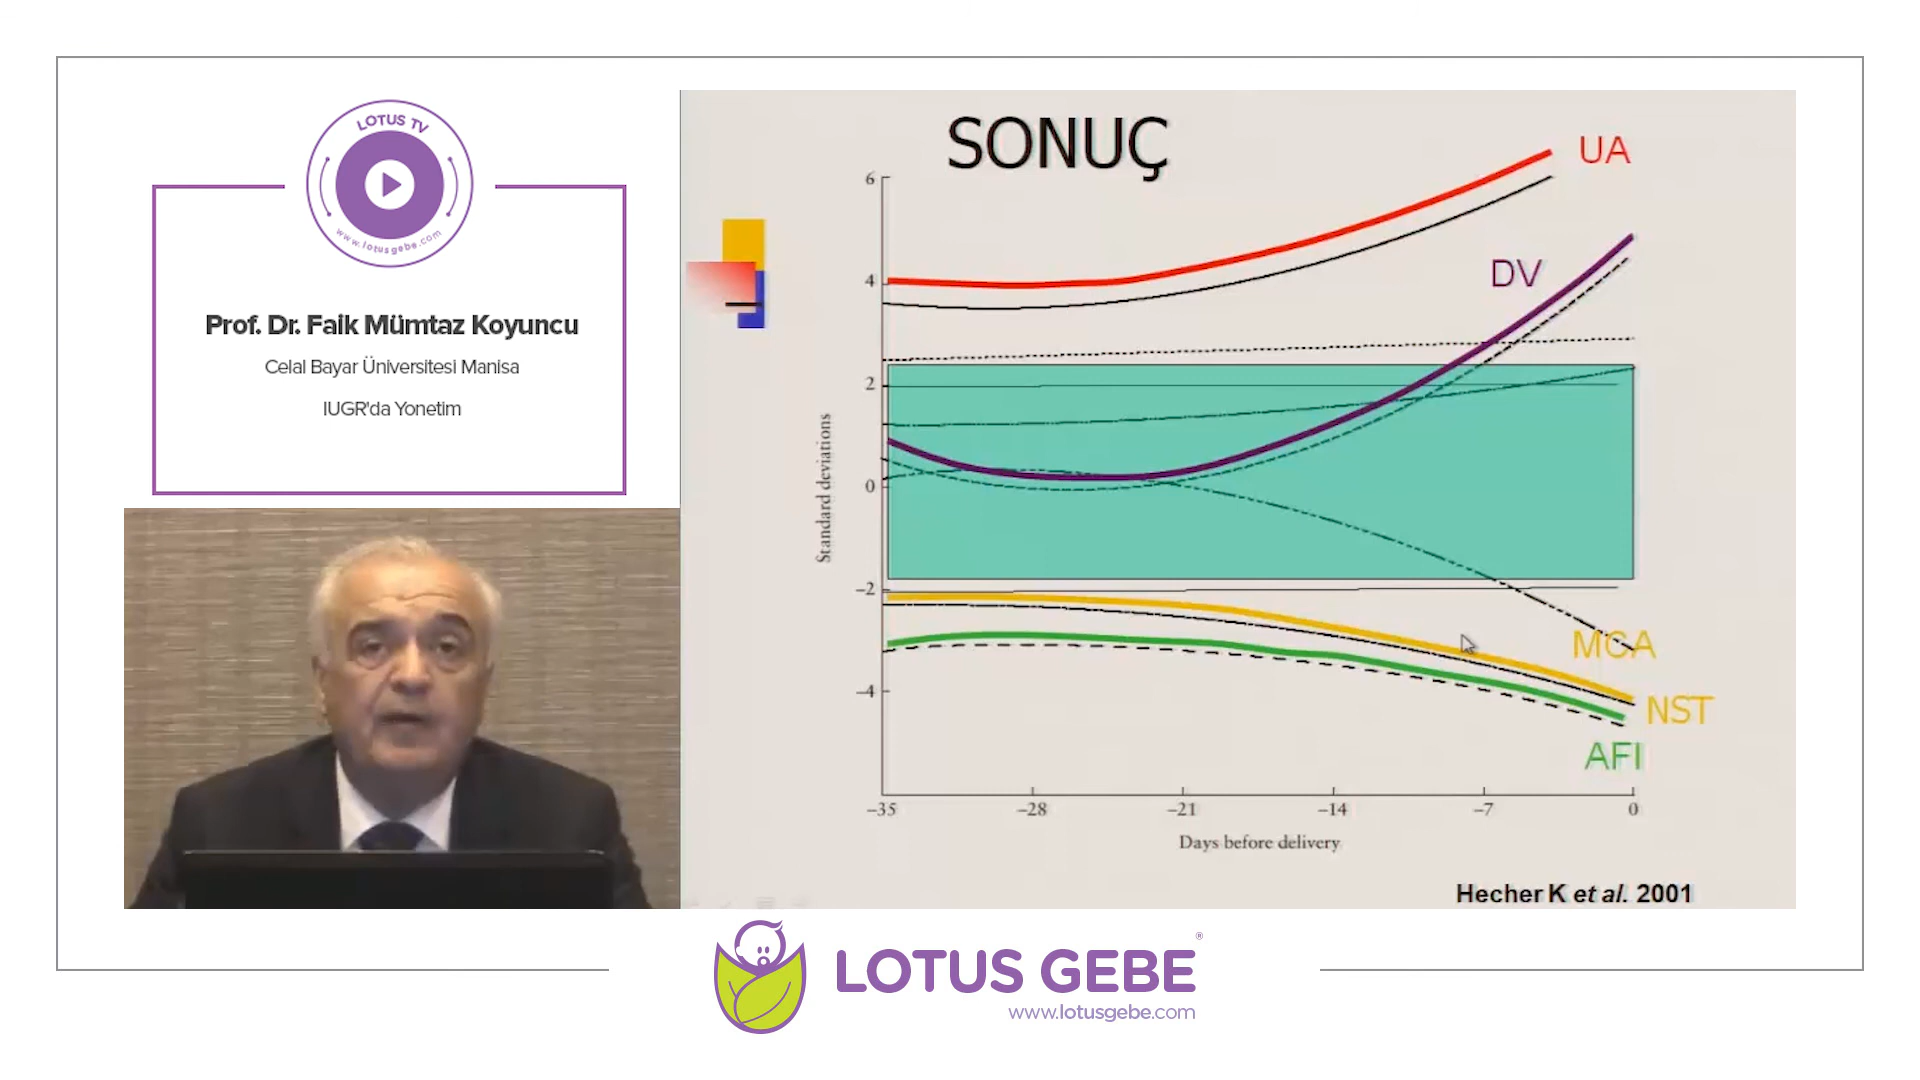 LOTUS TV
www.lotusgebe.com
Prof. Dr. Faik Mümtaz Koyuncu
Celal Bayar Üniversitesi Manisa
IUGR'da Yonetim
SONUÇ
UA
DV
MCA
NST
AFI
6
4
2
0
−2
−4
Standard deviations
−35
−28
−21
−14
−7
0
Days before delivery
Hecher K et al. 2001
LOTUS GEBE®
www.lotusgebe.com